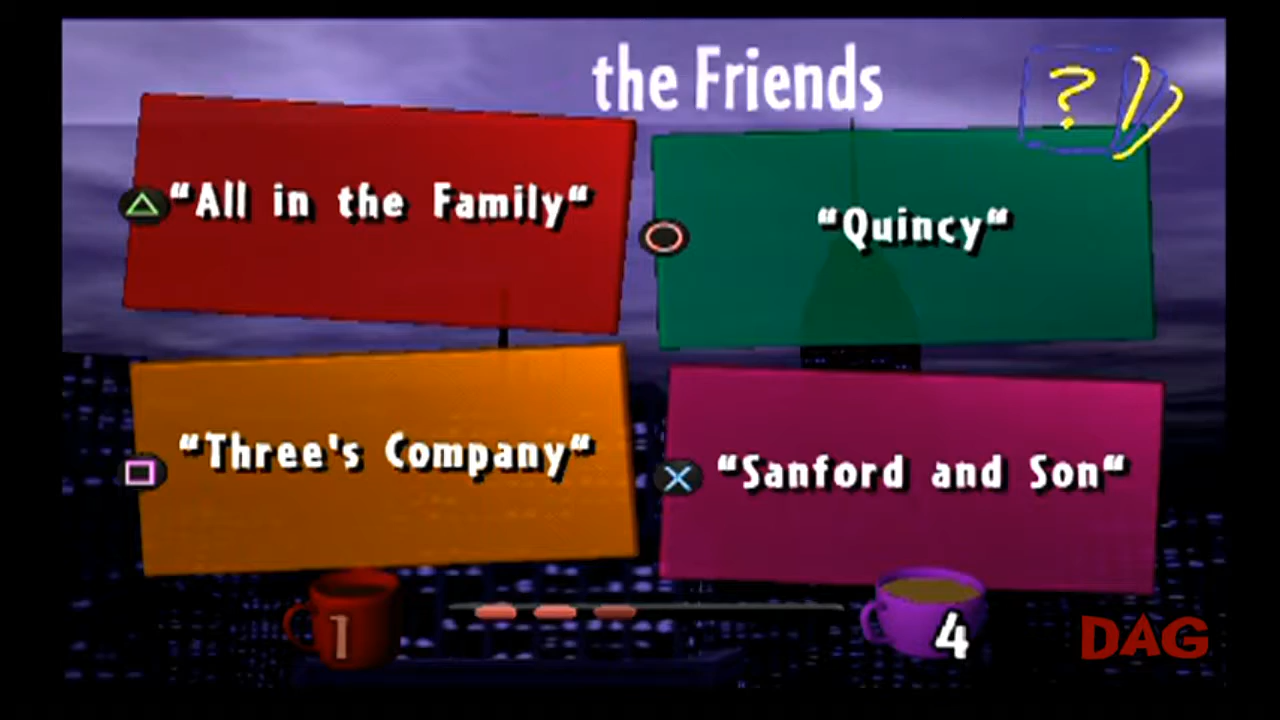 the Friends
?
“All in the Family“
“Quincy“
“Three's Company“
“Sanford and Son“
1
4
DAG